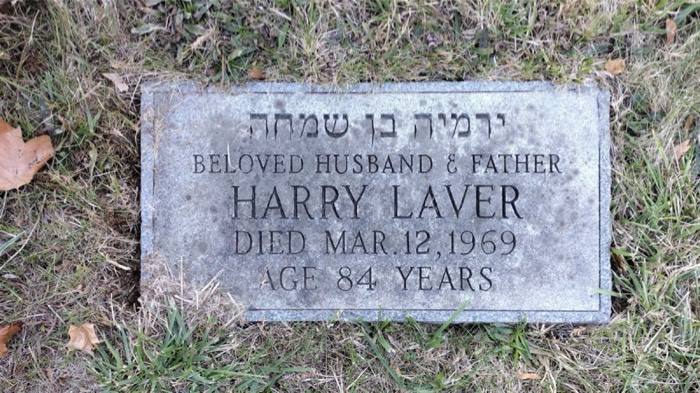 ירמיה בן שמחה
BELOVED HUSBAND & FATHER
HARRY LAVER
DIED MAR. 12, 1969
AGE 84 YEARS